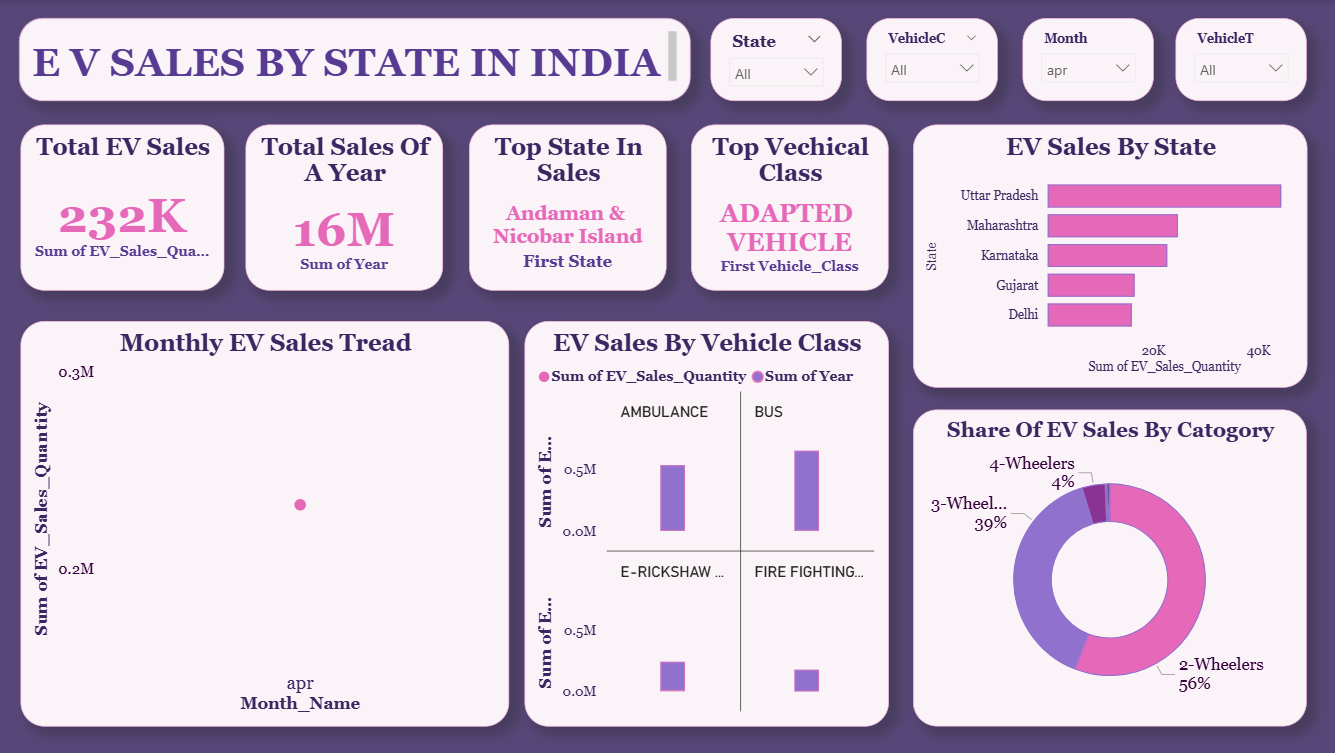 E V SALES BY STATE IN INDIA
State
All
VehicleC
All
Month
apr
VehicleT
All
Total EV Sales
232K
Sum of EV_Sales_Qua...
Total Sales Of
A Year
16M
Sum of Year
Top State In
Sales
Andaman &
Nicobar Island
First State
Top Vechical
Class
ADAPTED
VEHICLE
First Vehicle_Class
EV Sales By State
State
Uttar Pradesh
Maharashtra
Karnataka
Gujarat
Delhi
20K
40K
Sum of EV_Sales_Quantity
Monthly EV Sales Tread
Sum of EV_Sales_Quantity
0.3M
0.2M
apr
Month_Name
EV Sales By Vehicle Class
Sum of EV_Sales_Quantity
Sum of Year
AMBULANCE
BUS
Sum of E...
0.5M
0.0M
E-RICKSHAW ...
FIRE FIGHTING...
Sum of E...
0.5M
0.0M
Share Of EV Sales By Catogory
4-Wheelers
4%
3-Wheel...
39%
2-Wheelers
56%